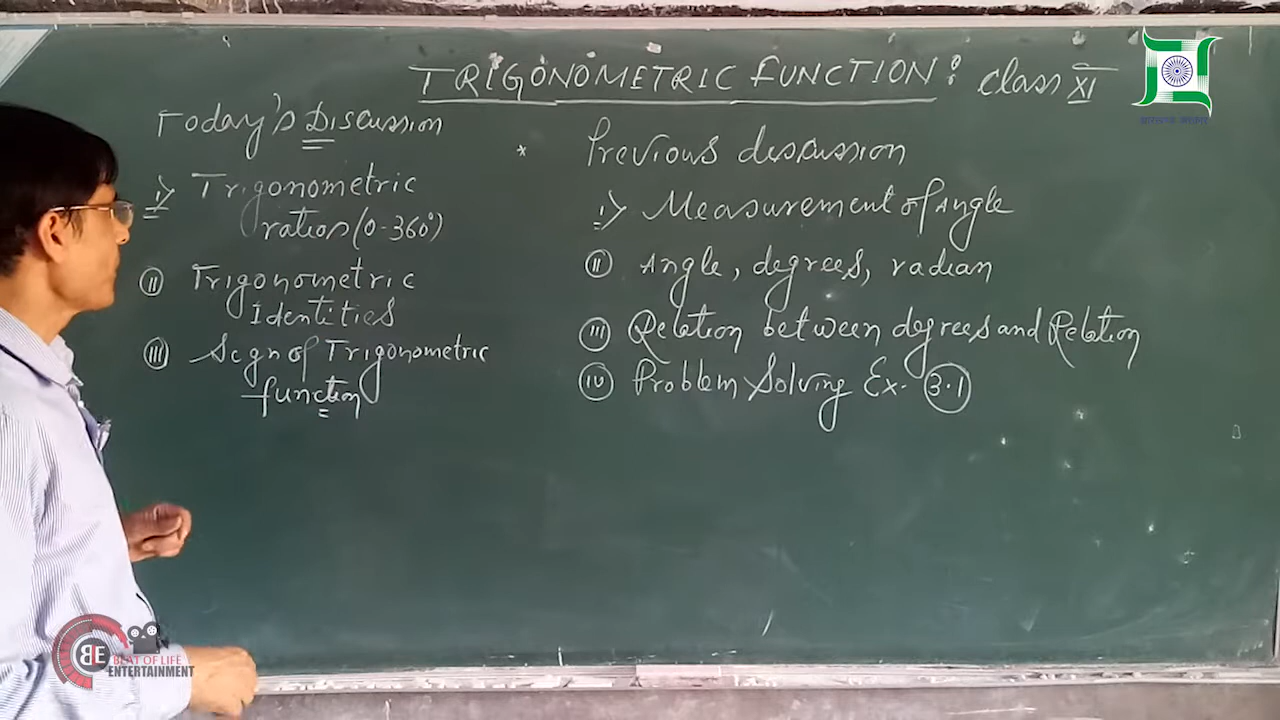 TRIGONOMETRIC FUNCTION: class XI
Today's Discussion
i> Trigonometric
ratios (0-360°)
II Trigonometric
Identities
III Sign of Trigonometric
function
* Previous discussion
i> Measurement of Angle
II Angle, degrees, radian
III Relation between degrees and Relation
IV Problem Solving Ex. 3.1
BLE
BEAT OF LIFE
ENTERTAINMENT